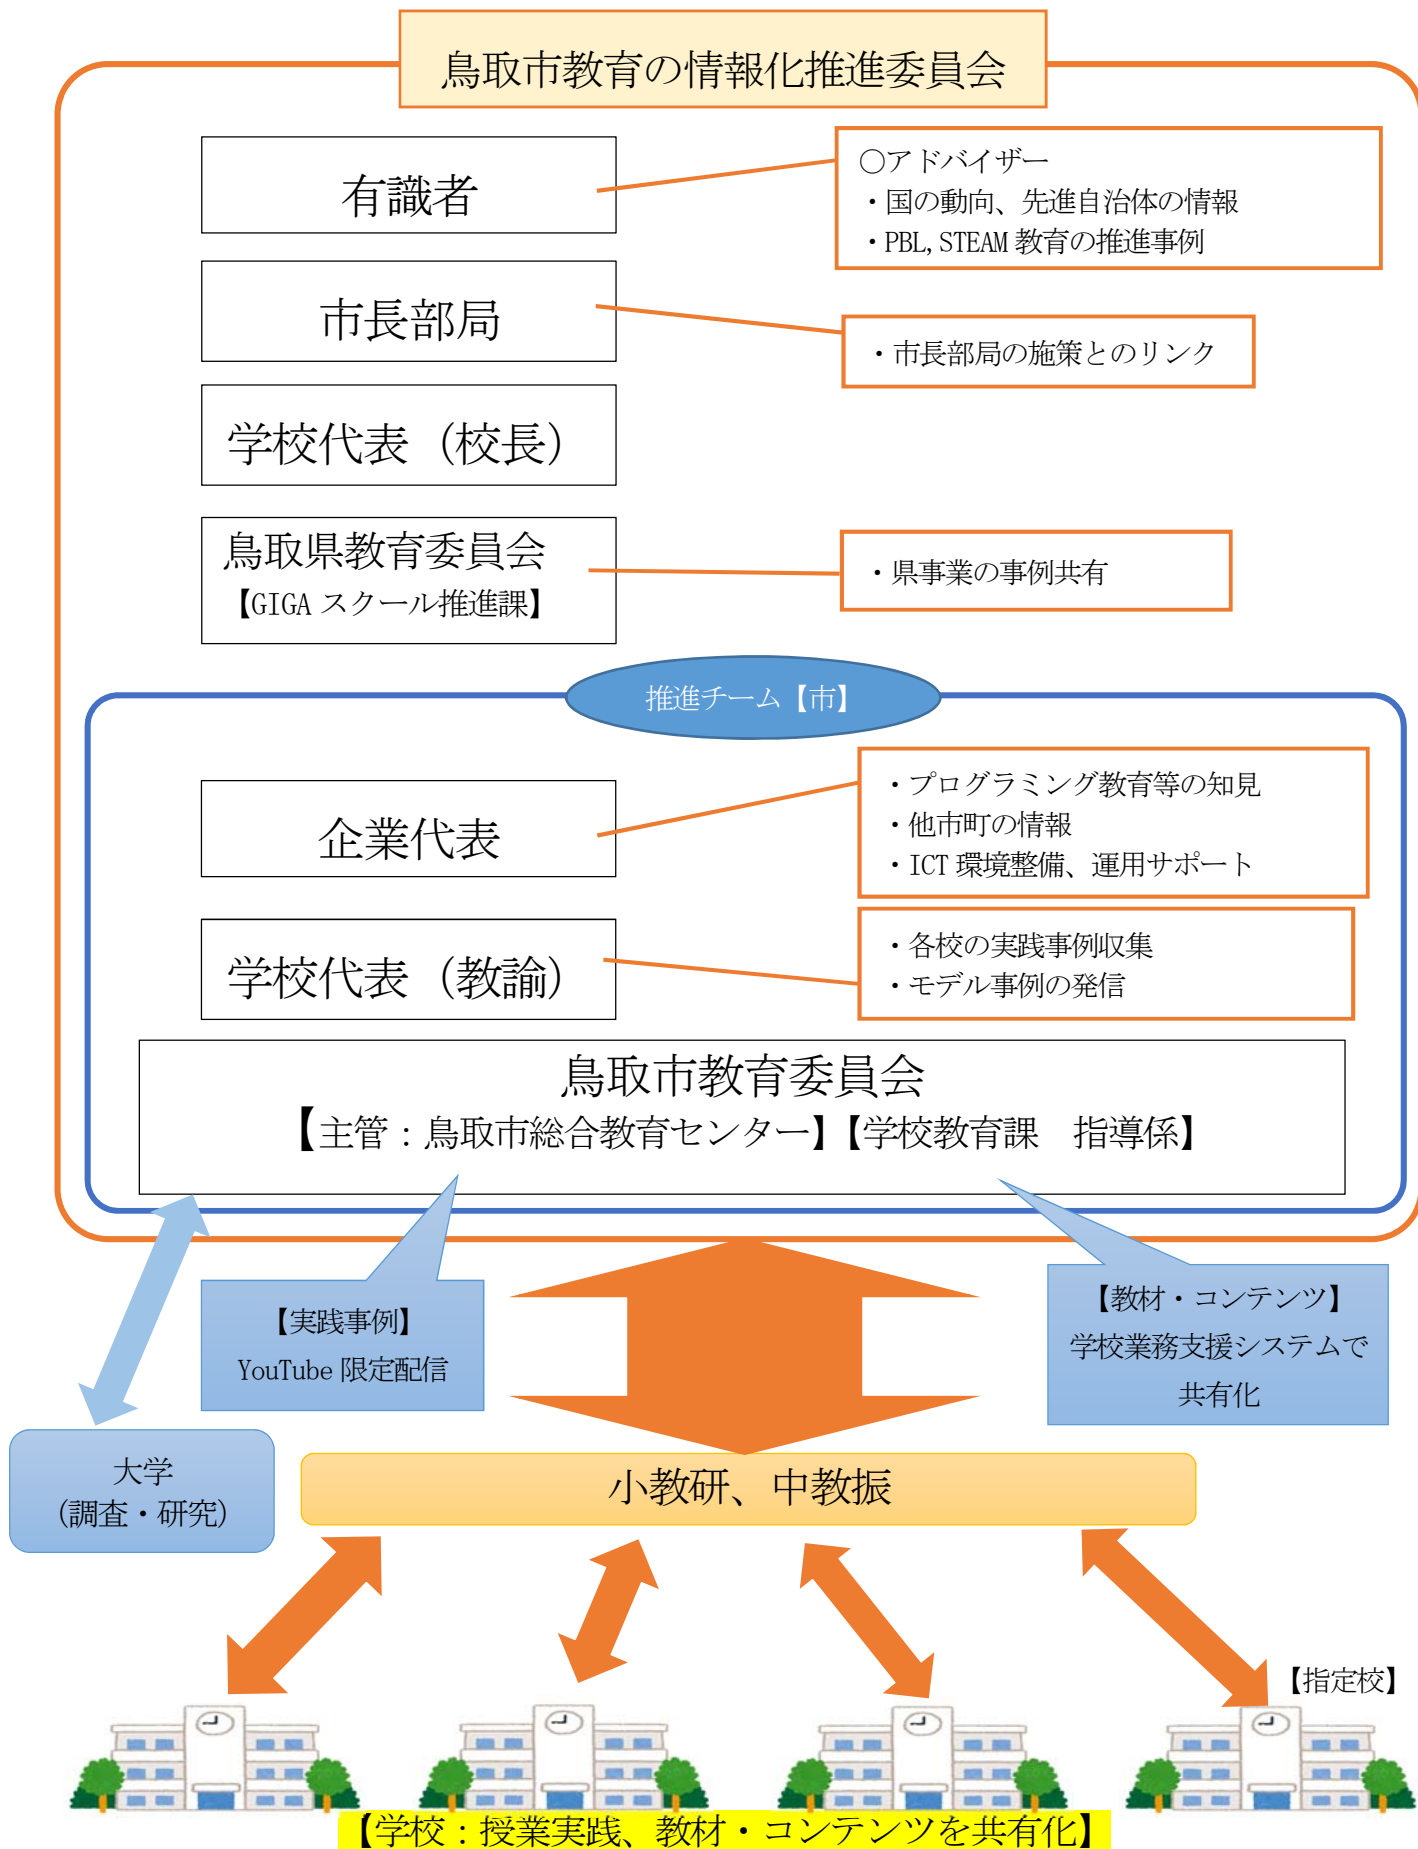 鳥取市教育の情報化推進委員会
有識者
○アドバイザー
・国の動向、先進自治体の情報
・PBL,STEAM 教育の推進事例
市長部局
・市長部局の施策とのリンク
学校代表（校長）
鳥取県教育委員会
【GIGA スクール推進課】
・県事業の事例共有
推進チーム【市】
企業代表
・プログラミング教育等の知見
・他市町の情報
・ICT 環境整備、運用サポート
学校代表（教諭）
・各校の実践事例収集
・モデル事例の発信
鳥取市教育委員会
【主管：鳥取市総合教育センター】【学校教育課　指導係】
【実践事例】
YouTube 限定配信
【教材・コンテンツ】
学校業務支援システムで
共有化
大学
（調査・研究）
小教研、中教振
【指定校】
【学校：授業実践、教材・コンテンツを共有化】